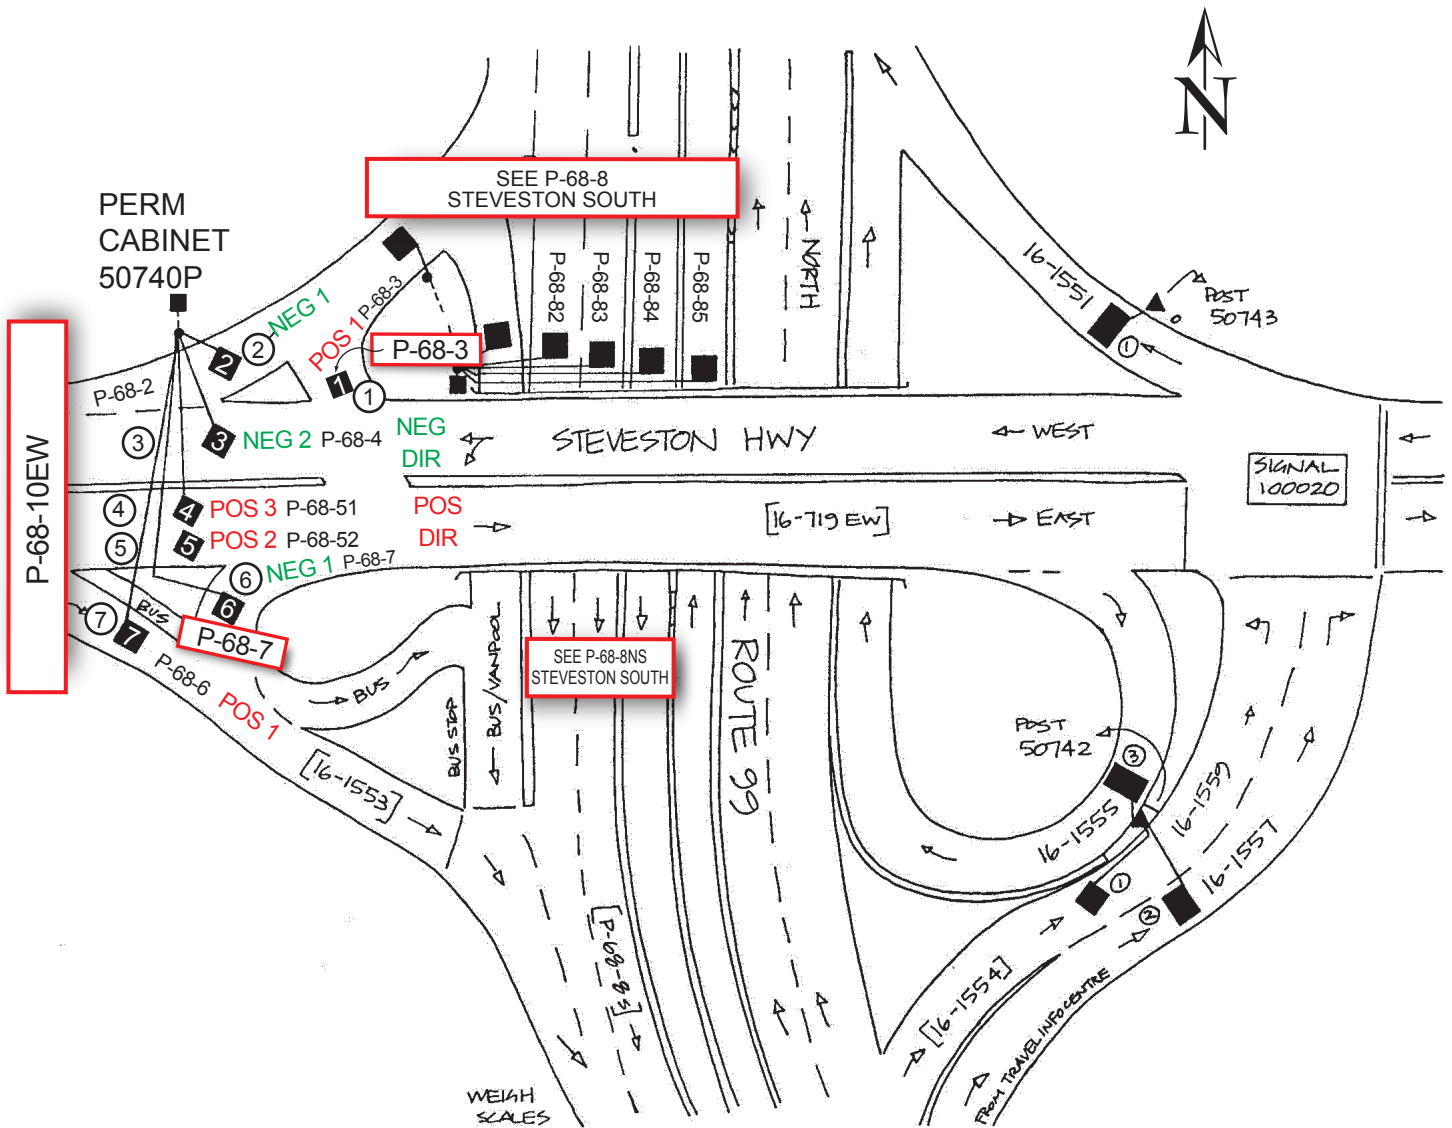 N
SEE P-68-8
STEVESTON SOUTH
PERM
CABINET
50740P
P-68-82
P-68-83
P-68-84
P-68-85
NORTH
16-1551
POST
50743
1
NEG 1
2
2
POS 1
P-68-3
P-68-3
1
1
P-68-2
3
3
NEG 2 P-68-4
NEG
DIR
STEVESTON HWY
WEST
SIGNAL
100020
P-68-10EW
4
4
POS 3 P-68-51
POS
DIR
[16-719 EW]
EAST
5
5
POS 2 P-68-52
6
NEG 1 P-68-7
6
BUS
7
7
P-68-7
P-68-6
POS 1
BUS
BUS STOP
BUS/VANPOOL
SEE P-68-8NS
STEVESTON SOUTH
ROUTE 99
[16-1553]
POST
50742
3
16-1555
16-1559
16-1557
1
2
[P-68-8S]
[16-1554]
FROM TRAVEL INFOCENTRE
WEIGH
SCALES